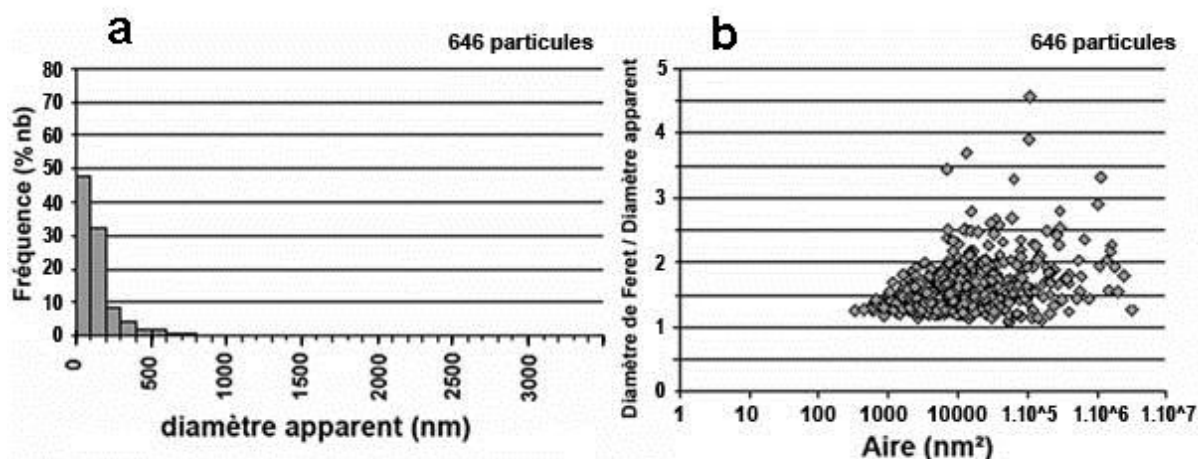 a
646 particules
Fréquence (% nb)
80
70
60
50
40
30
20
10
0
0
500
1000
1500
2000
2500
3000
diamètre apparent (nm)
b
646 particules
Diamètre de Feret / Diamètre apparent
5
4
3
2
1
0
1 10 100 1000 10000 1.10^5 1.10^6 1.10^7
Aire (nm²)